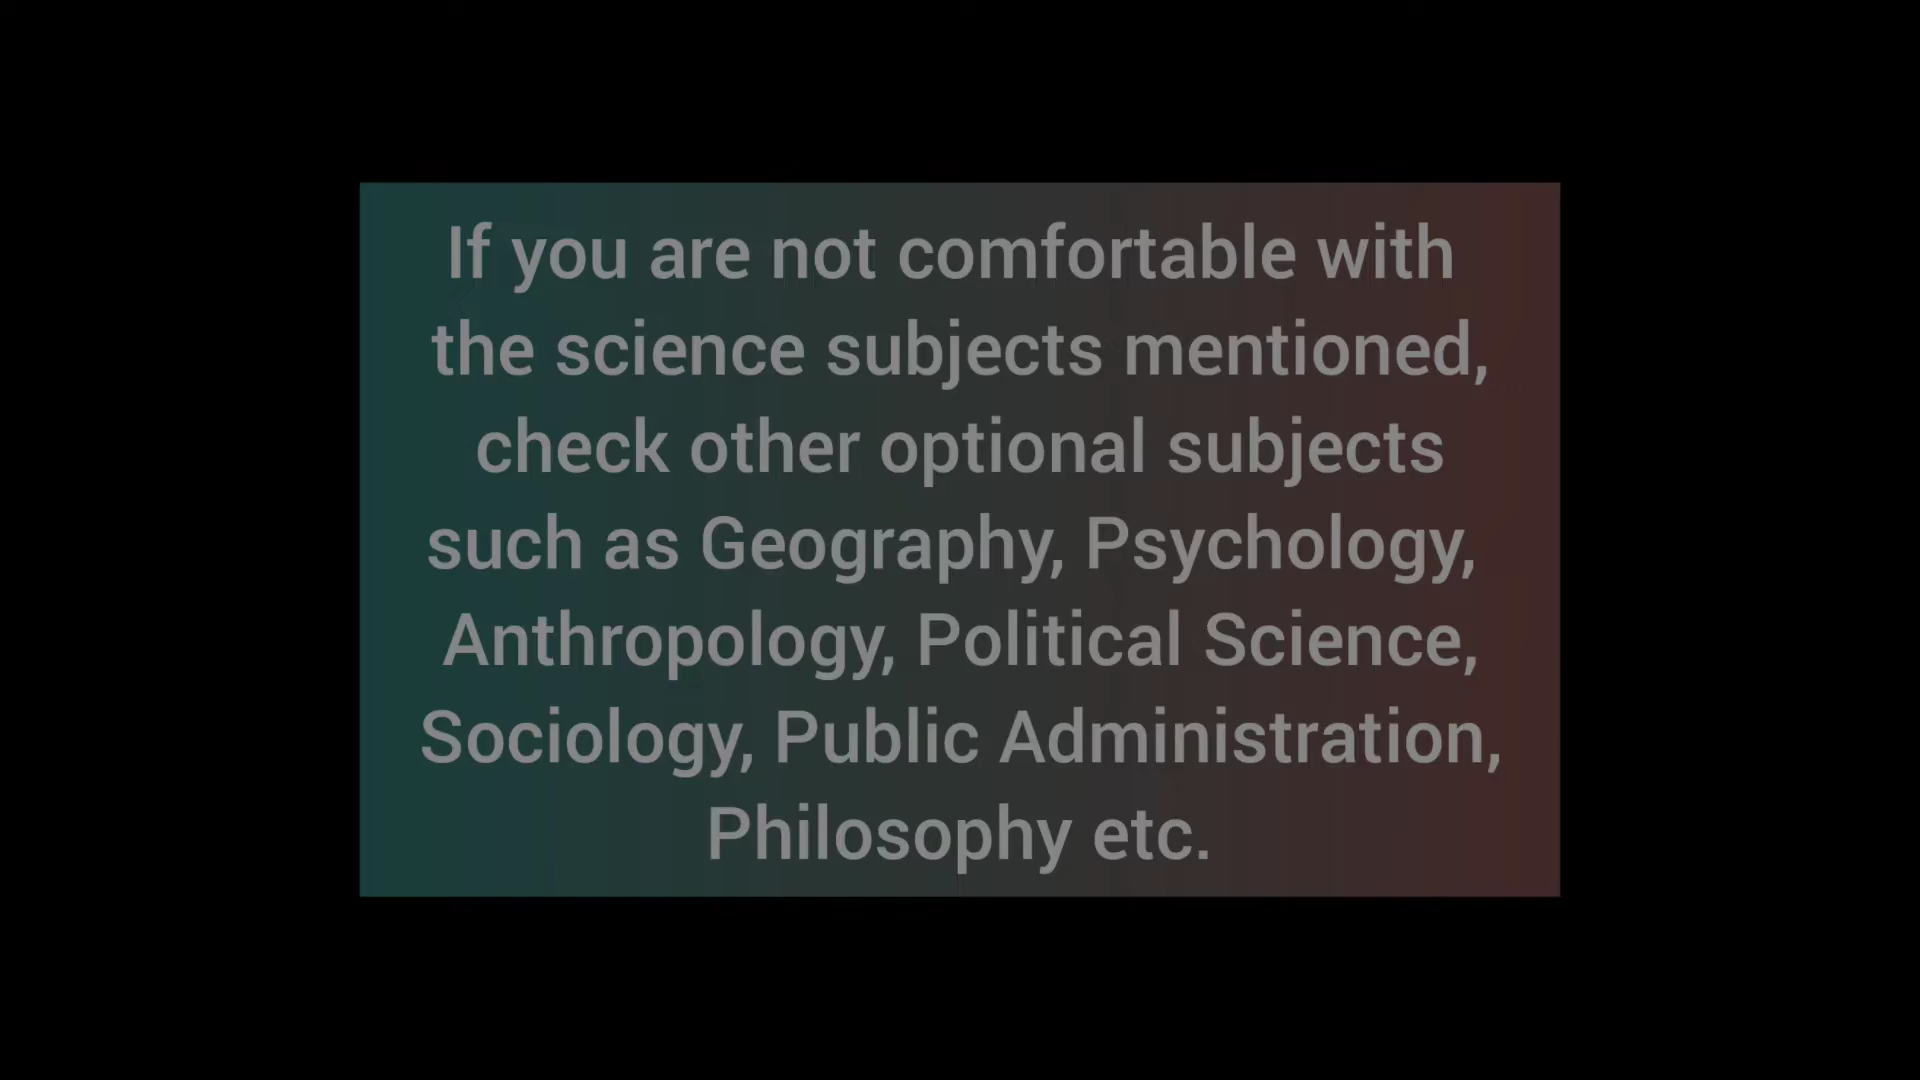 If you are not comfortable with
the science subjects mentioned,
check other optional subjects
such as Geography, Psychology,
Anthropology, Political Science,
Sociology, Public Administration,
Philosophy etc.